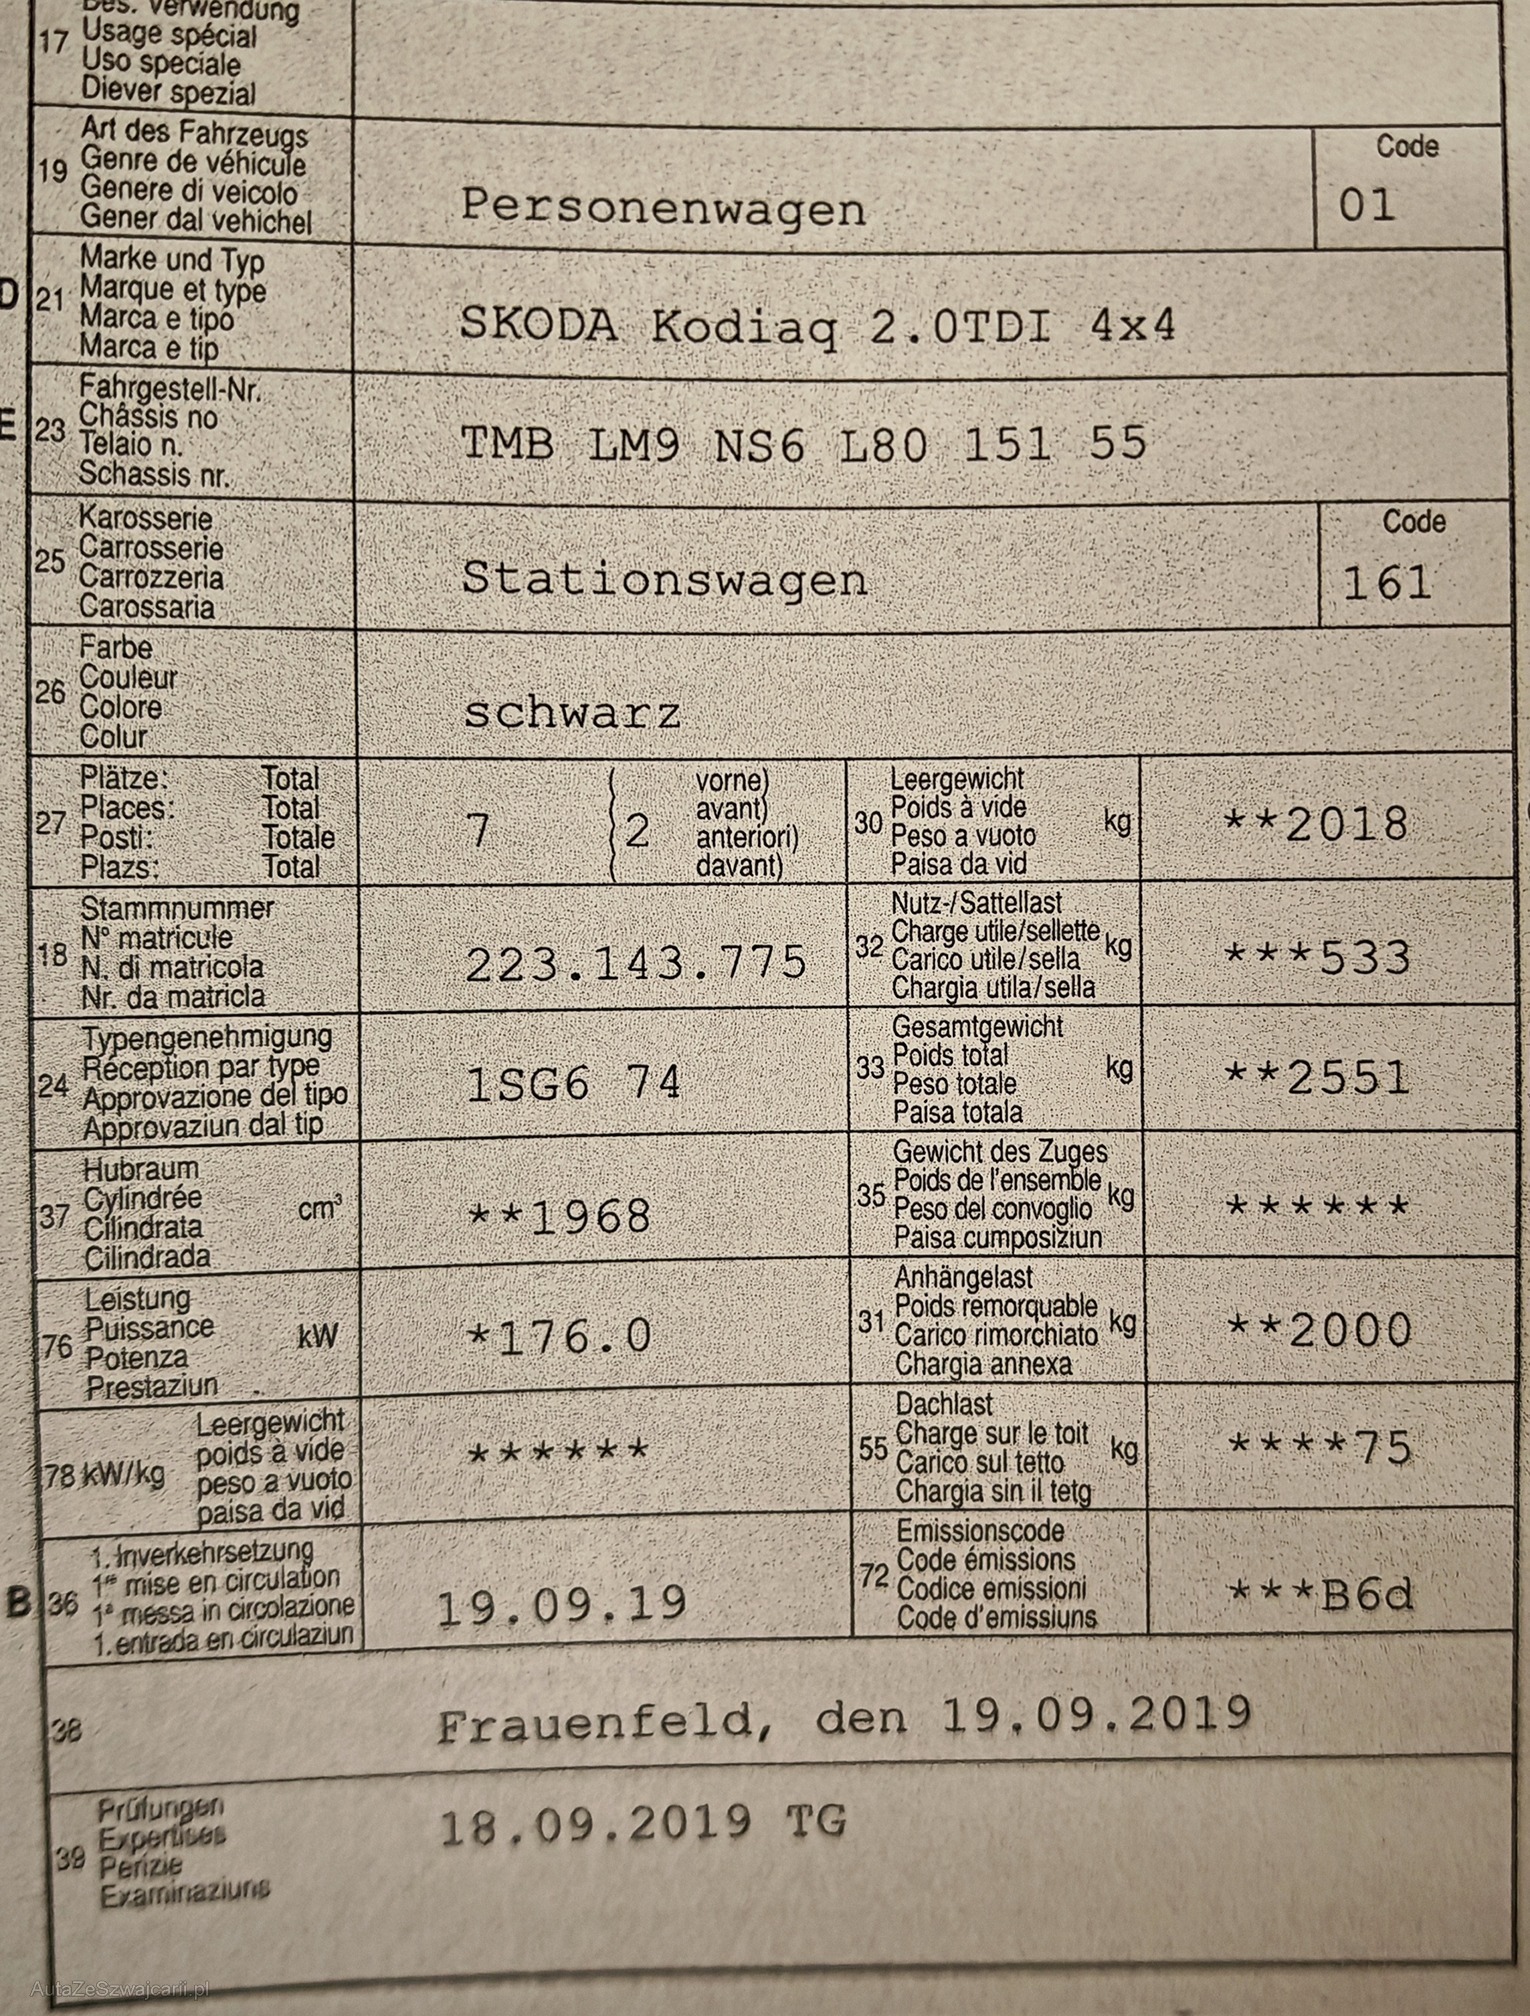 Des. Verwendung
17 Usage spécial
Uso speciale
Diever spezial
Art des Fahrzeugs
19 Genre de véhicule
Genere di veicolo
Gener dal vehichel
Personenwagen
Code
01
Marke und Typ
D 21 Marque et type
Marca e tipo
Marca e tip
SKODA Kodiaq 2.0TDI 4x4
Fahrgestell-Nr.
E 23 Châssis no
Telaio n.
Schassis nr.
TMB LM9 NS6 L80 151 55
Karosserie
25 Carrosserie
Carrozzeria
Carossaria
Stationswagen
Code
161
Farbe
26 Couleur
Colore
Colur
schwarz
Plätze: Total
27 Places: Total
Posti: Totale
Plazs: Total
7 2
vorne)
avant)
anteriori)
davant)
Leergewicht
30 Poids à vide kg
Peso a vuoto
Paisa da vid
**2018
Stammnummer
18 N° matricule
N. di matricola
Nr. da matricla
223.143.775
Nutz-/Sattellast
32 Charge utile/sellette kg
Carico utile/sella
Chargia utila/sella
***533
Typengenehmigung
24 Réception par type
Approvazione del tipo
Approvaziun dal tip
1SG6 74
Gesamtgewicht
33 Poids total kg
Peso totale
Paisa totala
**2551
Hubraum
37 Cylindrée cm³
Cilindrata
Cilindrada
**1968
Gewicht des Zuges
35 Poids de l'ensemble kg
Peso del convoglio
Paisa cumposiziun
******
Leistung
76 Puissance kW
Potenza
Prestaziun
*176.0
Anhängelast
31 Poids remorquable kg
Carico rimorchiato
Chargia annexa
**2000
Leergewicht
78 kW/kg poids à vide
peso a vuoto
paisa da vid
******
Dachlast
55 Charge sur le toit kg
Carico sul tetto
Chargia sin il tetg
****75
1. Inverkehrsetzung
B 36 1re mise en circulation
1a messa in circolazione
1. entrada en circulaziun
19.09.19
Emissionscode
72 Code émissions
Codice emissioni
Code d'emissiuns
***B6d
38 Frauenfeld, den 19.09.2019
Prüfungen
39 Expertises
Perizie
Examinaziuns
18.09.2019 TG
AutaZeSzwajcarii.pl